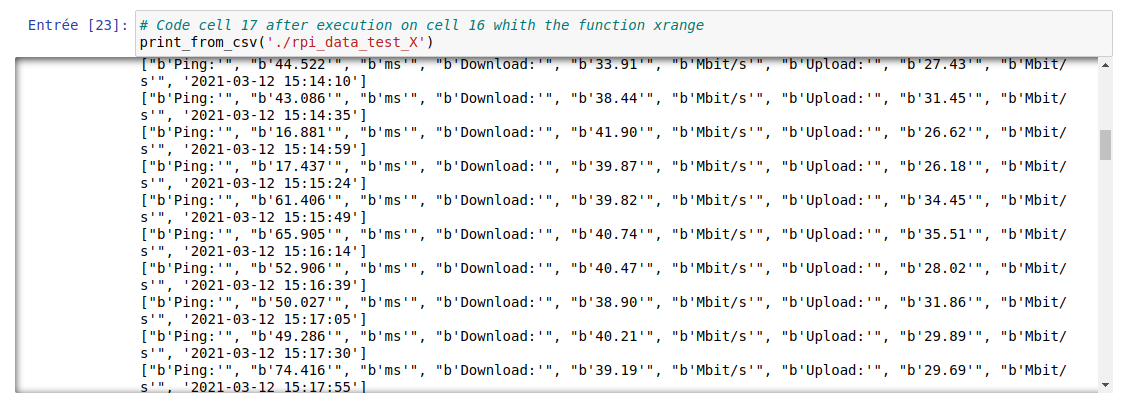 Entrée [23]: # Code cell 17 after execution on cell 16 whith the function xrange
print_from_csv('./rpi_data_test_X')
["b'Ping:'", "b'44.522'", "b'ms'", "b'Download:'", "b'33.91'", "b'Mbit/s'", "b'Upload:'", "b'27.43'", "b'Mbit/
s'", '2021-03-12 15:14:10']
["b'Ping:'", "b'43.086'", "b'ms'", "b'Download:'", "b'38.44'", "b'Mbit/s'", "b'Upload:'", "b'31.45'", "b'Mbit/
s'", '2021-03-12 15:14:35']
["b'Ping:'", "b'16.881'", "b'ms'", "b'Download:'", "b'41.90'", "b'Mbit/s'", "b'Upload:'", "b'26.62'", "b'Mbit/
s'", '2021-03-12 15:14:59']
["b'Ping:'", "b'17.437'", "b'ms'", "b'Download:'", "b'39.87'", "b'Mbit/s'", "b'Upload:'", "b'26.18'", "b'Mbit/
s'", '2021-03-12 15:15:24']
["b'Ping:'", "b'61.406'", "b'ms'", "b'Download:'", "b'39.82'", "b'Mbit/s'", "b'Upload:'", "b'34.45'", "b'Mbit/
s'", '2021-03-12 15:15:49']
["b'Ping:'", "b'65.905'", "b'ms'", "b'Download:'", "b'40.74'", "b'Mbit/s'", "b'Upload:'", "b'35.51'", "b'Mbit/
s'", '2021-03-12 15:16:14']
["b'Ping:'", "b'52.906'", "b'ms'", "b'Download:'", "b'40.47'", "b'Mbit/s'", "b'Upload:'", "b'28.02'", "b'Mbit/
s'", '2021-03-12 15:16:39']
["b'Ping:'", "b'50.027'", "b'ms'", "b'Download:'", "b'38.90'", "b'Mbit/s'", "b'Upload:'", "b'31.86'", "b'Mbit/
s'", '2021-03-12 15:17:05']
["b'Ping:'", "b'49.286'", "b'ms'", "b'Download:'", "b'40.21'", "b'Mbit/s'", "b'Upload:'", "b'29.89'", "b'Mbit/
s'", '2021-03-12 15:17:30']
["b'Ping:'", "b'74.416'", "b'ms'", "b'Download:'", "b'39.19'", "b'Mbit/s'", "b'Upload:'", "b'29.69'", "b'Mbit/
s'", '2021-03-12 15:17:55']